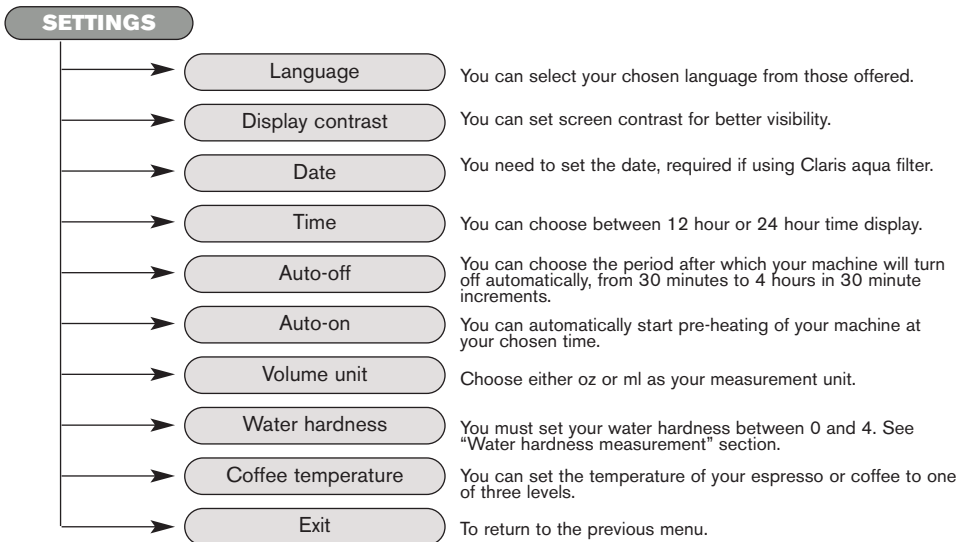 SETTINGS
Language
You can select your chosen language from those offered.
Display contrast
You can set screen contrast for better visibility.
Date
You need to set the date, required if using Claris aqua filter.
Time
You can choose between 12 hour or 24 hour time display.
Auto-off
You can choose the period after which your machine will turn
off automatically, from 30 minutes to 4 hours in 30 minute
increments.
Auto-on
You can automatically start pre-heating of your machine at
your chosen time.
Volume unit
Choose either oz or ml as your measurement unit.
Water hardness
You must set your water hardness between 0 and 4. See
“Water hardness measurement” section.
Coffee temperature
You can set the temperature of your espresso or coffee to one
of three levels.
Exit
To return to the previous menu.